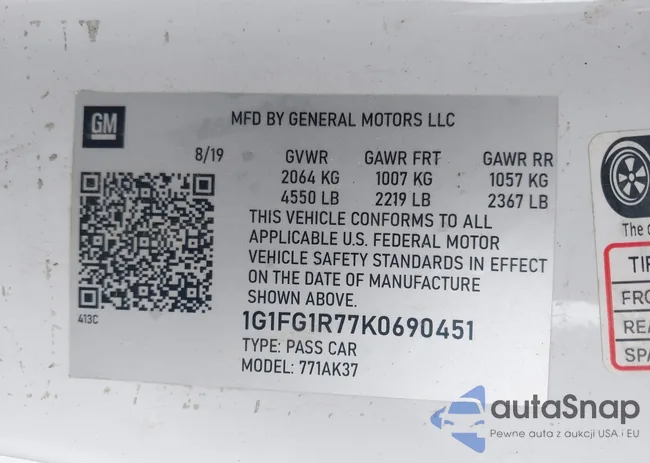 GM
MFD BY GENERAL MOTORS LLC
8/19 GVWR GAWR FRT GAWR RR
2064 KG 1007 KG 1057 KG
4550 LB 2219 LB 2367 LB
THIS VEHICLE CONFORMS TO ALL
APPLICABLE U.S. FEDERAL MOTOR
VEHICLE SAFETY STANDARDS IN EFFECT
ON THE DATE OF MANUFACTURE
SHOWN ABOVE.
413C
1G1FG1R77K0690451
TYPE: PASS CAR
MODEL: 771AK37
The
TIR
FRO
REA
SPA
autaSnap
Pewne auta z aukcji USA i EU